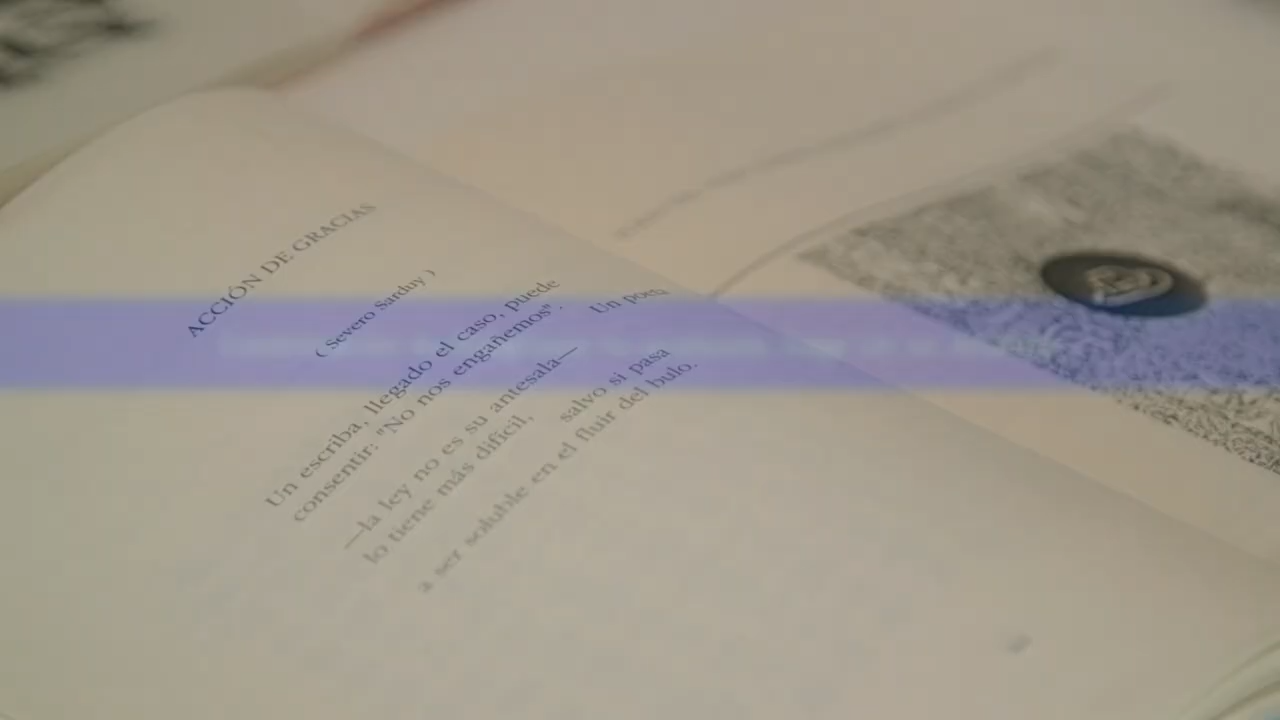 ACCIÓN DE GRACIAS
( Severo Sarduy )
Un escriba, llegado el caso, puede
consentir: "No nos engañemos". Un poeta
—la ley no es su antesala—
lo tiene más difícil, salvo si pasa
a ser soluble en el fluir del bulo.